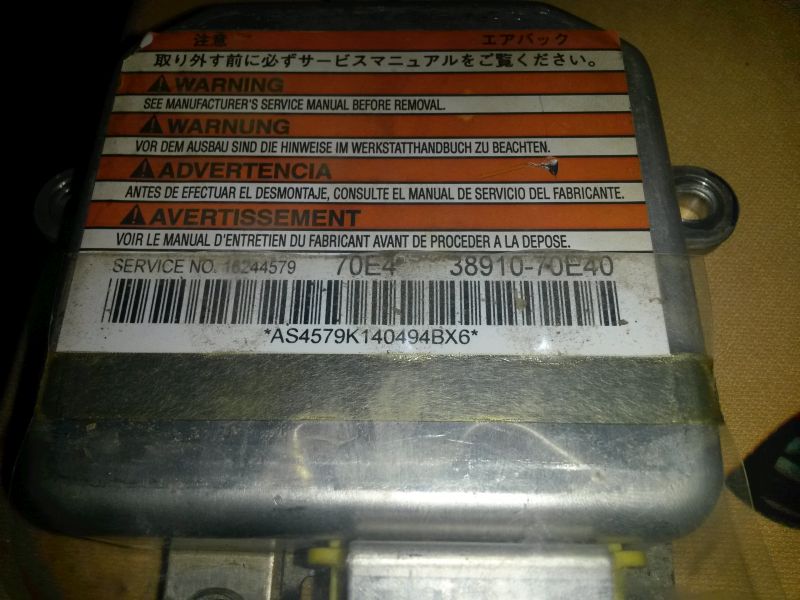 注意 エアバック
取り外す前に必ずサービスマニュアルをご覧ください。
WARNING
SEE MANUFACTURER'S SERVICE MANUAL BEFORE REMOVAL.
WARNUNG
VOR DEM AUSBAU SIND DIE HINWEISE IM WERKSTATTHANDBUCH ZU BEACHTEN.
ADVERTENCIA
ANTES DE EFECTUAR EL DESMONTAJE, CONSULTE EL MANUAL DE SERVICIO DEL FABRICANTE.
AVERTISSEMENT
VOIR LE MANUAL D'ENTRETIEN DU FABRICANT AVANT DE PROCEDER A LA DEPOSE.
SERVICE NO. 16244579 70E4 38910-70E40
*AS4579K140494BX6*